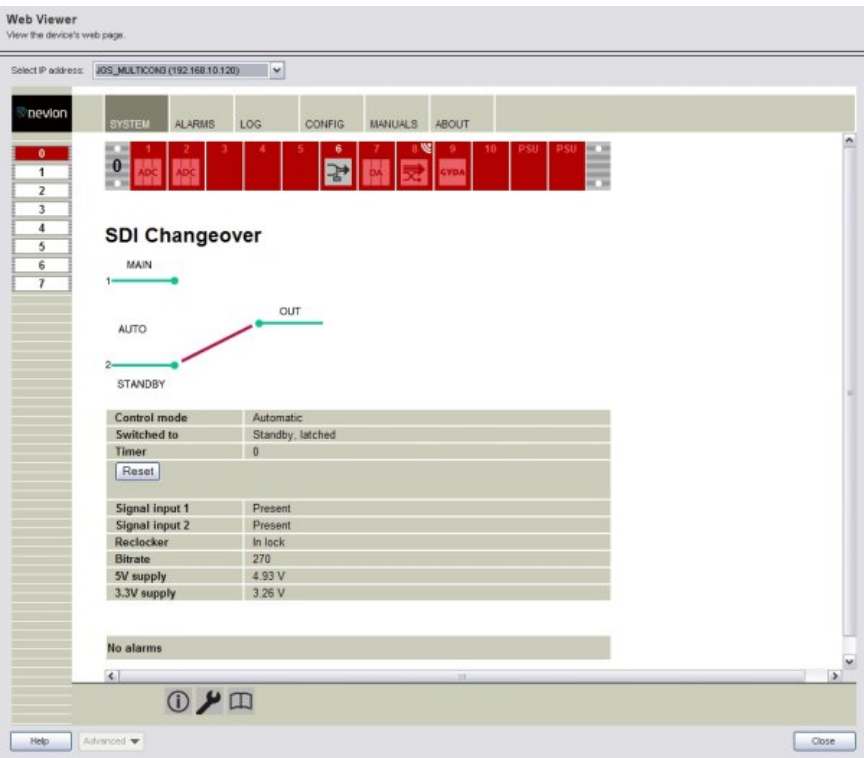 Web Viewer
View the device's web page.
Select IP address: JGS_MULTICON3 (192.168.10.120)
nevion
SYSTEM ALARMS LOG CONFIG MANUALS ABOUT
0 1 2 3 4 5 6 7 8 9 10 PSU PSU
ADC ADC DA GYDA
0
1
2
3
4
5
6
7
SDI Changeover
MAIN
1
OUT
AUTO
2
STANDBY
Control mode Automatic
Switched to Standby, latched
Timer 0
Reset
Signal input 1 Present
Signal input 2 Present
Reclocker In lock
Bitrate 270
5V supply 4.93 V
3.3V supply 3.26 V
No alarms
Help Advanced Close